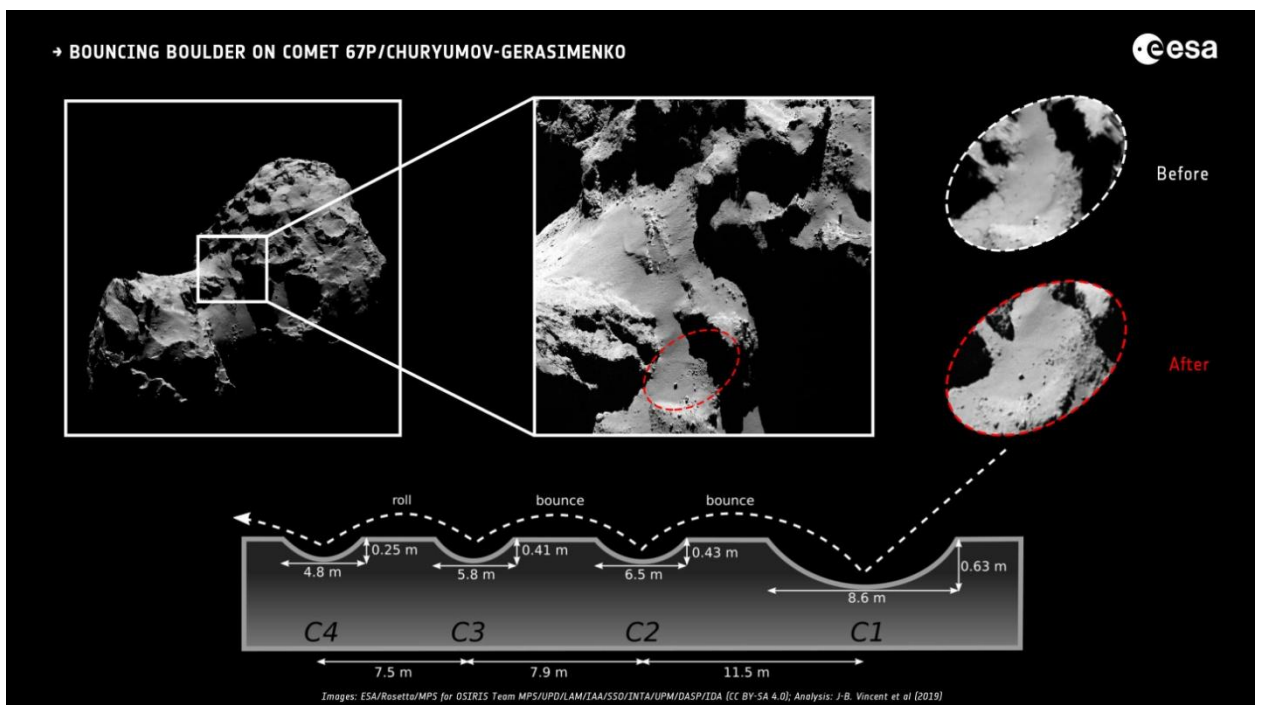 → BOUNCING BOULDER ON COMET 67P/CHURYUMOV-GERASIMENKO
esa
Before
After
roll
bounce
bounce
0.25 m
0.41 m
0.43 m
0.63 m
4.8 m
5.8 m
6.5 m
8.6 m
C4
C3
C2
C1
7.5 m
7.9 m
11.5 m
Images: ESA/Rosetta/MPS for OSIRIS Team MPS/UPD/LAM/IAA/SSO/INTA/UPM/DASP/IDA (CC BY-SA 4.0); Analysis: J-B. Vincent et al (2019)